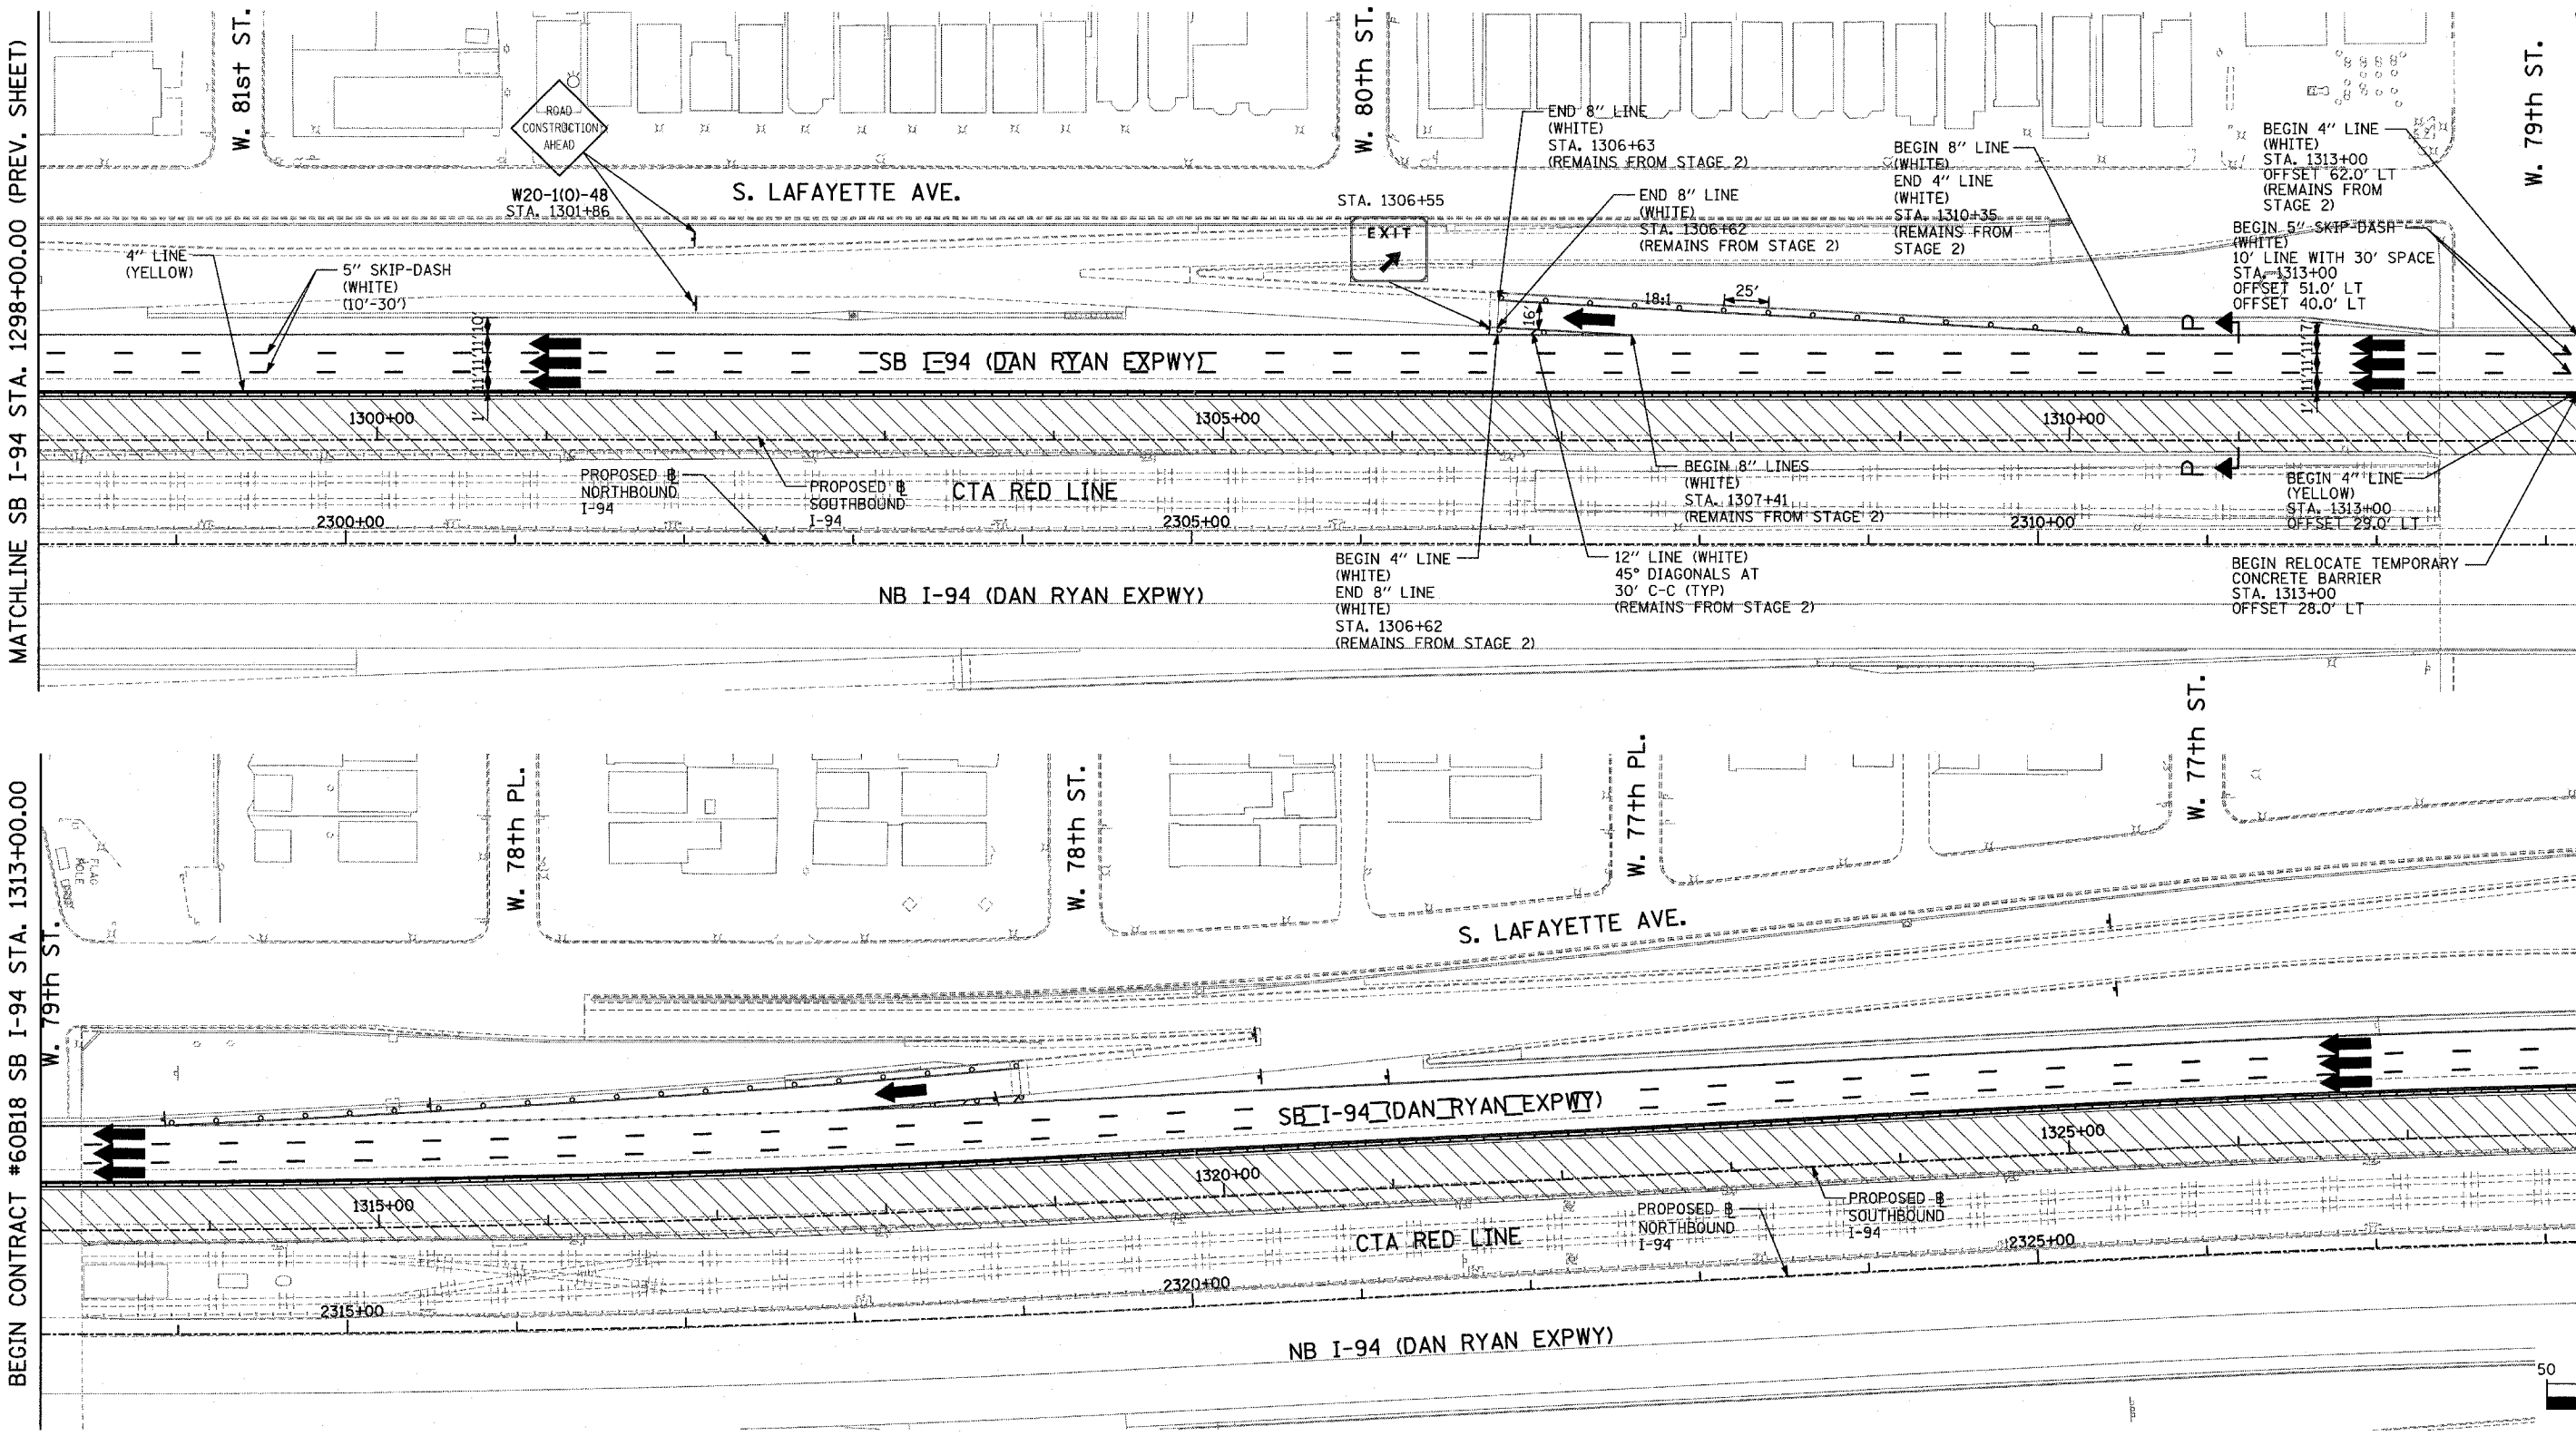 MATCHLINE SB I-94 STA. 1298+00.00 (PREV. SHEET)
W. 81st ST.
W. 80th ST.
W. 79th ST.
ROAD
CONSTRUCTION
AHEAD
W20-1(O)-48
STA. 1301+86
S. LAFAYETTE AVE.
4" LINE
(YELLOW)
5" SKIP-DASH
(WHITE)
(10'-30')
STA. 1306+55
EXIT
END 8" LINE
(WHITE)
STA. 1306+63
(REMAINS FROM STAGE 2)
END 8" LINE
(WHITE)
STA. 1306+62
(REMAINS FROM STAGE 2)
BEGIN 8" LINE
(WHITE)
END 4" LINE
(WHITE)
STA. 1310+35
(REMAINS FROM
STAGE 2)
BEGIN 4" LINE
(WHITE)
STA. 1313+00
OFFSET 62.0' LT
(REMAINS FROM
STAGE 2)
BEGIN 5" SKIP-DASH
(WHITE)
10' LINE WITH 30' SPACE
STA. 1313+00
OFFSET 51.0' LT
OFFSET 40.0' LT
18:1
25'
16'
10'
11'
11'
11'
1'
P
7'
11'
11'
11'
1'
SB I-94 (DAN RYAN EXPWY)
1300+00
1305+00
1310+00
P
PROPOSED ℄
NORTHBOUND
I-94
PROPOSED ℄
SOUTHBOUND
I-94
CTA RED LINE
2300+00
2305+00
2310+00
BEGIN 8" LINES
(WHITE)
STA. 1307+41
(REMAINS FROM STAGE 2)
BEGIN 4" LINE
(YELLOW)
STA. 1313+00
OFFSET 29.0' LT
BEGIN 4" LINE
(WHITE)
END 8" LINE
(WHITE)
STA. 1306+62
(REMAINS FROM STAGE 2)
12" LINE (WHITE)
45° DIAGONALS AT
30' C-C (TYP)
(REMAINS FROM STAGE 2)
BEGIN RELOCATE TEMPORARY
CONCRETE BARRIER
STA. 1313+00
OFFSET 28.0' LT
NB I-94 (DAN RYAN EXPWY)
BEGIN CONTRACT #60B18 SB I-94 STA. 1313+00.00
W. 79th ST.
FLAG
POLE
W. 78th PL.
W. 78th ST.
W. 77th PL.
W. 77th ST.
S. LAFAYETTE AVE.
SB I-94 (DAN RYAN EXPWY)
1315+00
1320+00
1325+00
CTA RED LINE
PROPOSED ℄
NORTHBOUND
I-94
PROPOSED ℄
SOUTHBOUND
I-94
2315+00
2320+00
2325+00
NB I-94 (DAN RYAN EXPWY)
50